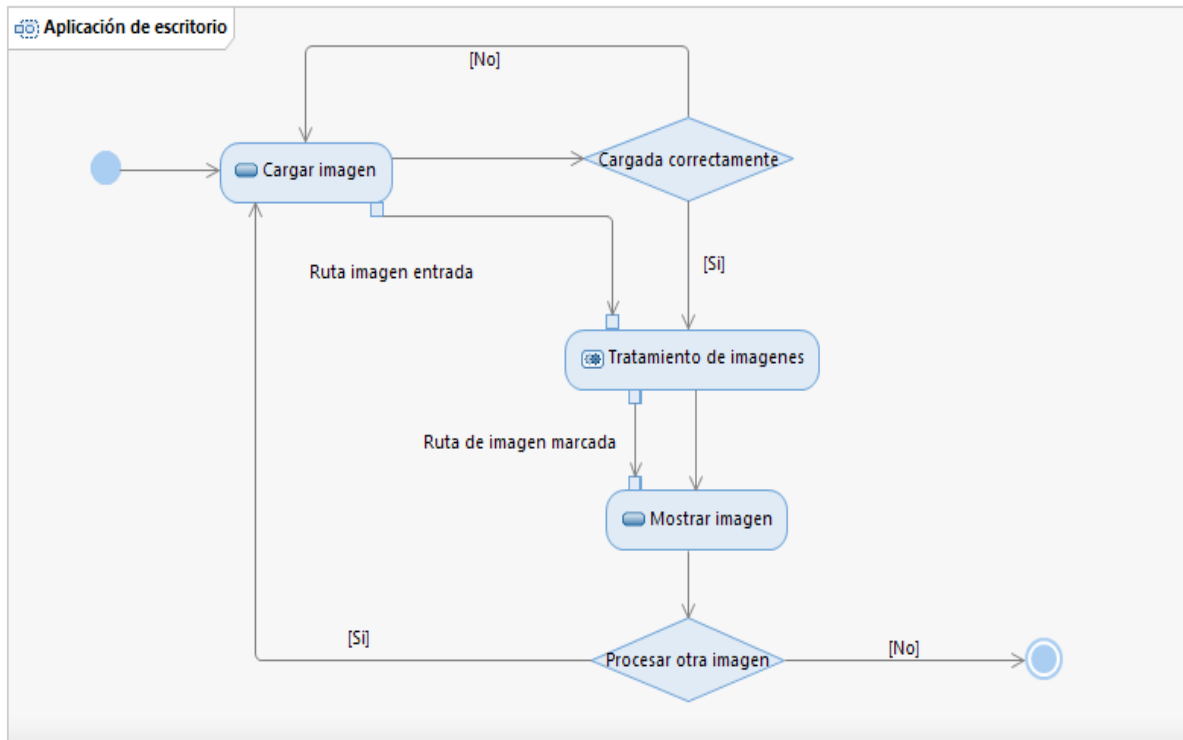 Aplicación de escritorio
[No]
Cargar imagen
Cargada correctamente
Ruta imagen entrada
[Si]
Tratamiento de imagenes
Ruta de imagen marcada
Mostrar imagen
[Si]
Procesar otra imagen
[No]